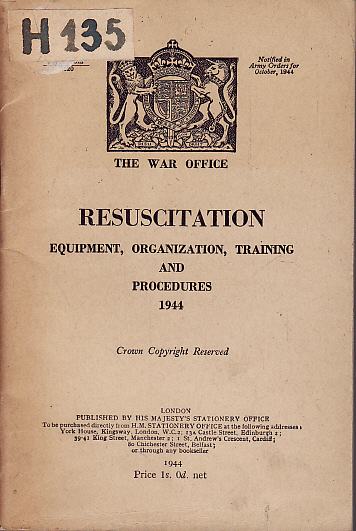 H 135
Notified in
Army Orders for
October, 1944
THE WAR OFFICE
RESUSCITATION
EQUIPMENT, ORGANIZATION, TRAINING
AND
PROCEDURES
1944
Crown Copyright Reserved
LONDON
PUBLISHED BY HIS MAJESTY'S STATIONERY OFFICE
To be purchased directly from H.M. STATIONERY OFFICE at the following addresses:
York House, Kingsway, London, W.C.2; 13a Castle Street, Edinburgh 2;
39-41 King Street, Manchester 2; 1 St. Andrew's Crescent, Cardiff;
80 Chichester Street, Belfast;
or through any bookseller
1944
Price 1s. 0d. net